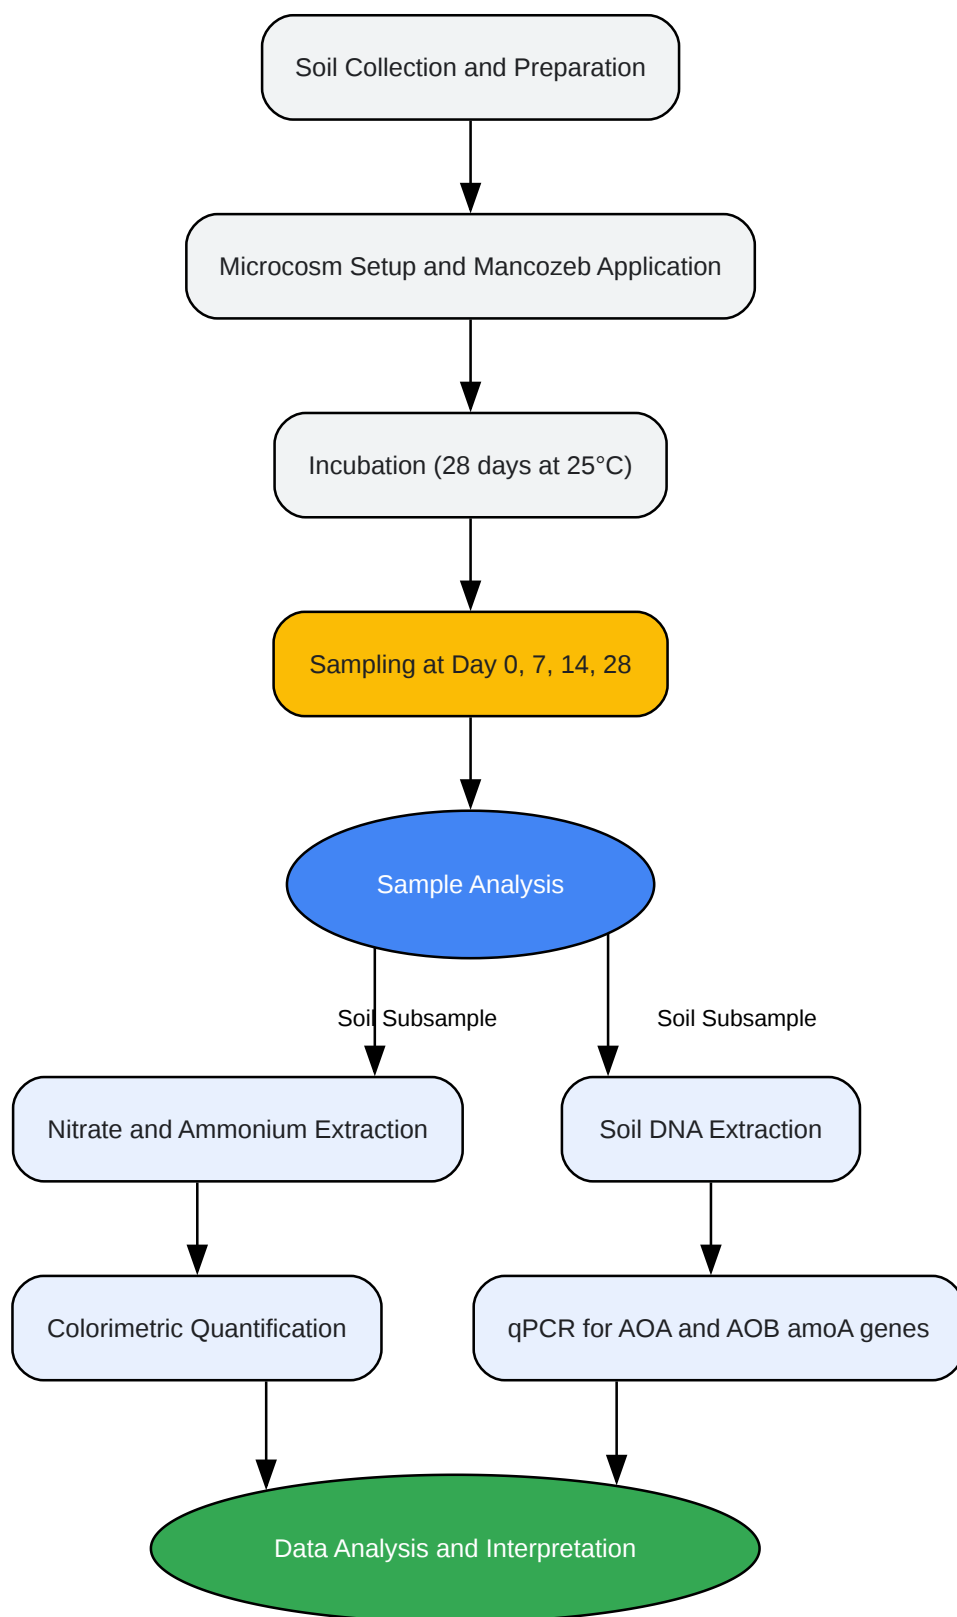 Soil Collection and Preparation
Microcosm Setup and Mancozeb Application
Incubation (28 days at 25°C)
Sampling at Day 0, 7, 14, 28
Sample Analysis
Soil Subsample
Soil Subsample
Nitrate and Ammonium Extraction
Soil DNA Extraction
Colorimetric Quantification
qPCR for AOA and AOB amoA genes
Data Analysis and Interpretation